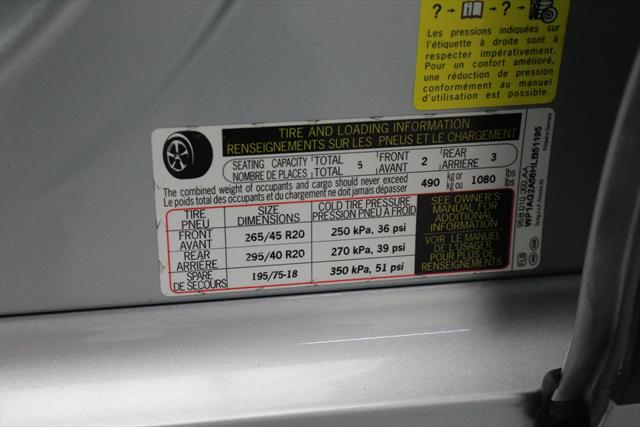 ? → i → ? →
Les pressions indiquées sur
l'étiquette à droite sont à
respecter impérativement.
Pour un confort amélioré,
une réduction de pression
conformément au manuel
est toutefois possible.
TIRE AND LOADING INFORMATION
RENSEIGNEMENTS SUR LES PNEUS ET LE CHARGEMENT
SEATING CAPACITY TOTAL 5 FRONT 2 REAR 3
NOMBRE DE PLACES TOTAL AVANT ARRIÈRE
The combined weight of occupants and cargo should never exceed 490 kg or 1080 lbs
Le poids total des occupants et du chargement ne doit jamais dépasser kg ou lbs
TIRE SIZE COLD TIRE PRESSURE
PNEU DIMENSIONS PRESSION DU PNEU À FROID
FRONT
AVANT 265/45 R20 250 kPa, 36 psi
REAR
ARRIÈRE 295/40 R20 270 kPa, 39 psi
SPARE
DE SECOURS 195/75-18 350 kPa, 51 psi
SEE OWNER'S
MANUAL FOR
ADDITIONAL
INFORMATION
VOIR LE MANUEL
DE L'USAGER
POUR PLUS DE
RENSEIGNEMENTS
WP1AG2A56HLB51195
Printed in Germany